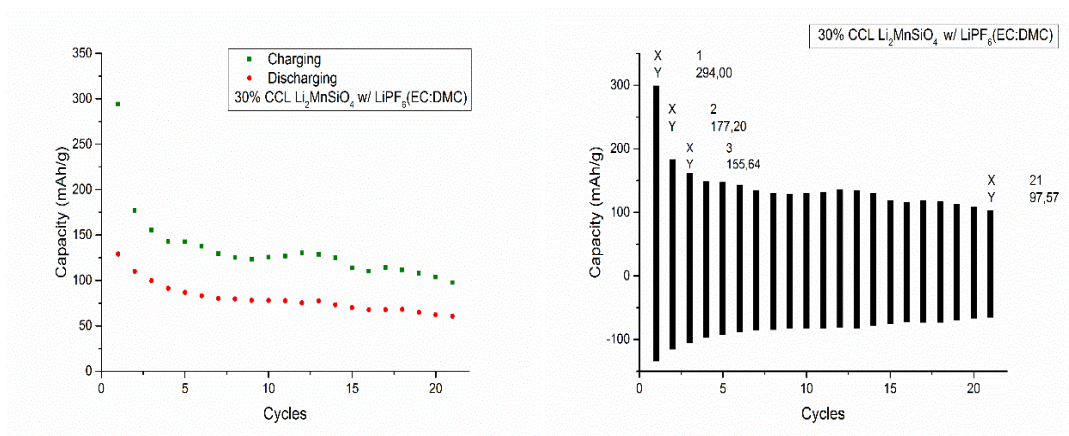 Charging
Discharging
30% CCL Li₂MnSiO₄ w/ LiPF₆(EC:DMC)
350
300
250
200
150
100
50
0
Capacity (mAh/g)
0 5 10 15 20
Cycles
30% CCL Li₂MnSiO₄ w/ LiPF₆(EC:DMC)
X 1
Y 294,00
X 2
Y 177,20
X 3
Y 155,64
X 21
Y 97,57
300
200
100
0
-100
Capacity (mAh/g)
0 5 10 15 20
Cycles